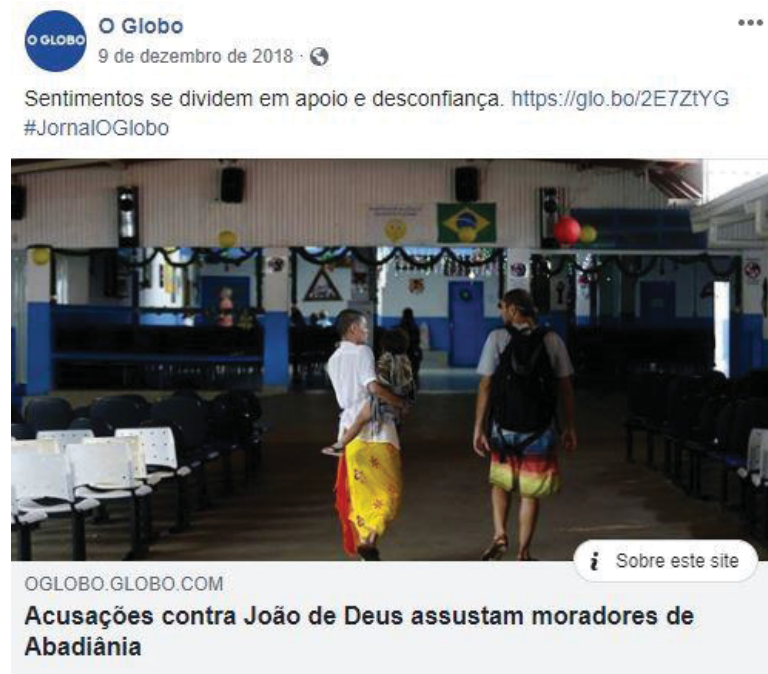 O GLOBO
O Globo
9 de dezembro de 2018 ·
Sentimentos se dividem em apoio e desconfiança. https://glo.bo/2E7ZtYG
#JornalOGlobo
i Sobre este site
OGLOBO.GLOBO.COM
Acusações contra João de Deus assustam moradores de
Abadiânia